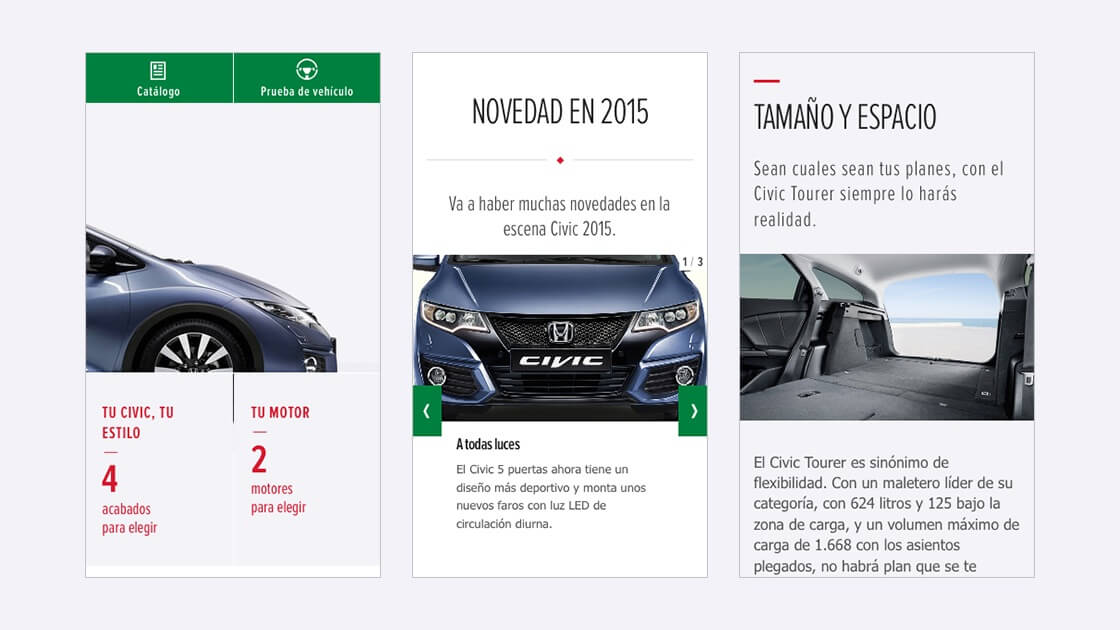 Catálogo
Prueba de vehículo
TU CIVIC, TU
ESTILO
4
acabados
para elegir
TU MOTOR
2
motores
para elegir
NOVEDAD EN 2015
Va a haber muchas novedades en la
escena Civic 2015.
1 / 3
CIVIC
A todas luces
El Civic 5 puertas ahora tiene un
diseño más deportivo y monta unos
nuevos faros con luz LED de
circulación diurna.
TAMAÑO Y ESPACIO
Sean cuales sean tus planes, con el
Civic Tourer siempre lo harás
realidad.
El Civic Tourer es sinónimo de
flexibilidad. Con un maletero líder de su
categoría, con 624 litros y 125 bajo la
zona de carga, y un volumen máximo de
carga de 1.668 con los asientos
plegados, no habrá plan que se te